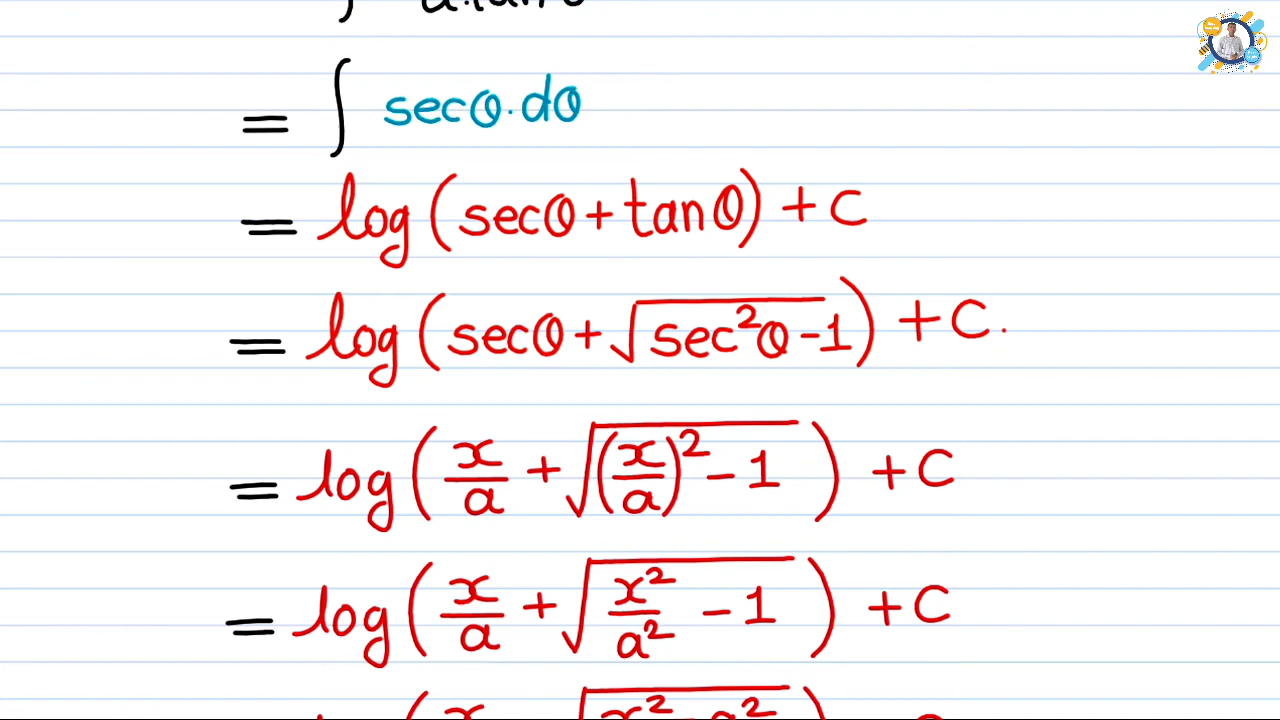 = ∫ secθ.dθ
= log(secθ + tanθ) + C
= log(secθ + √(sec²θ - 1)) + C.
= log(x/a + √((x/a)² - 1)) + C
= log(x/a + √(x²/a² - 1)) + C